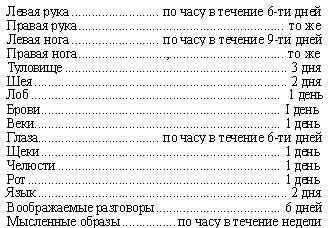 Левая рука ........................ по часу в течение 6-ти дней
Правая рука ........................ то же
Левая нога ........................ по часу в течение 9-ти дней
Правая нога ........................ то же
Туловище ........................ 3 дня
Шея ........................ 2 дня
Лоб ........................ 1 день
Брови ........................ 1 день
Веки ........................ 1 день
Глаза ........................ по часу в течение 6-ти дней
Щеки ........................ 1 день
Челюсти ........................ 1 день
Рот ........................ 1 день
Язык ........................ 2 дня
Воображаемые разговоры ........................ 6 дней
Мысленные образы ............... по часу в течение недели